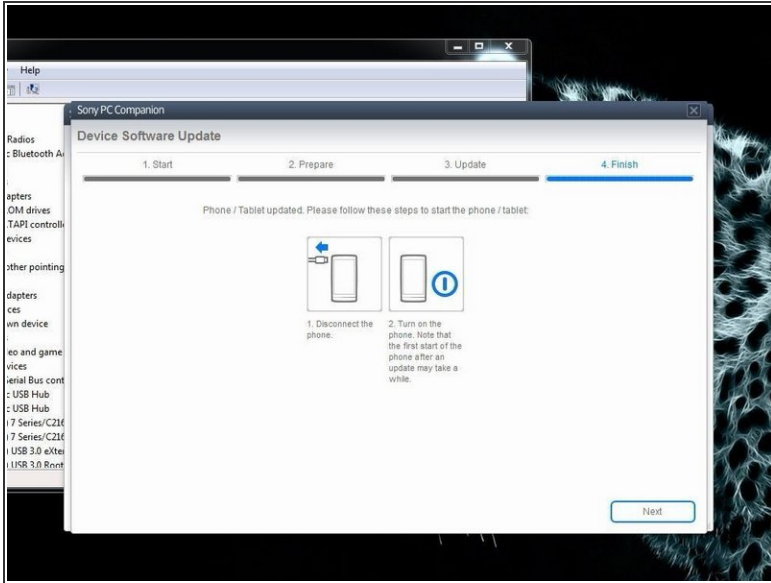 Help
Sony PC Companion
Device Software Update
1. Start
2. Prepare
3. Update
4. Finish
Phone / Tablet updated. Please follow these steps to start the phone / tablet:
1. Disconnect the
phone.
2. Turn on the
phone. Note that
the first start of the
phone after an
update may take a
while.
Next
Radios
c Bluetooth A
apters
OM drives
TAPI controll
evices
other pointing
dapters
ces
wn device
eo and game
vices
Serial Bus cont
c USB Hub
c USB Hub
7 Series/C216
7 Series/C216
USB 3.0 eXte
USB 3.0 Root